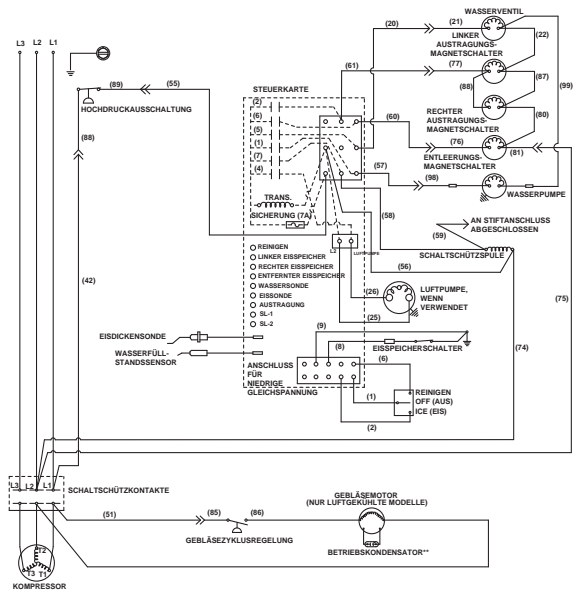 WASSERVENTIL
(20)
(21)
LINKER
AUSTRAGUNGS-
MAGNETSCHALTER
(22)
L3 L2 L1
(61)
(77)
(89)
(55)
HOCHDRUCKAUSSCHALTUNG
STEUERKARTE
(88)
(87)
(99)
(2)
(6)
(5)
(1)
(7)
(4)
(60)
RECHTER
AUSTRAGUNGS-
MAGNETSCHALTER
(80)
(88)
(76)
(81)
ENTLEERUNGS-
MAGNETSCHALTER
(57)
(98)
WASSERPUMPE
TRANS.
SICHERUNG (7A)
(58)
AN STIFTANSCHLUSS
ABGESCHLOSSEN
(59)
L2
LUFTPUMPE
SCHALTSCHÜTZSPULE
(56)
REINIGEN
LINKER EISSPEICHER
RECHTER EISSPEICHER
ENTFERNTER EISSPEICHER
WASSERSONDE
EISSONDE
AUSTRAGUNG
SL-1
SL-2
(42)
(26)
LUFTPUMPE,
WENN
VERWENDET
(25)
(75)
(74)
EISDICKENSONDE
WASSERFÜLL-
STANDSSENSOR
(9)
(8)
EISSPEICHERSCHALTER
ANSCHLUSS
FÜR
NIEDRIGE
GLEICHSPANNUNG
(6)
(1)
(2)
REINIGEN
OFF (AUS)
ICE (EIS)
L3 L2 L1
SCHALTSCHÜTZKONTAKTE
(51)
(85)
(86)
GEBLÄSEZYKLUSREGELUNG
GEBLÄSEMOTOR
(NUR LUFTGEKÜHLTE MODELLE)
BETRIEBSKONDENSATOR**
T2
T3 T1
KOMPRESSOR